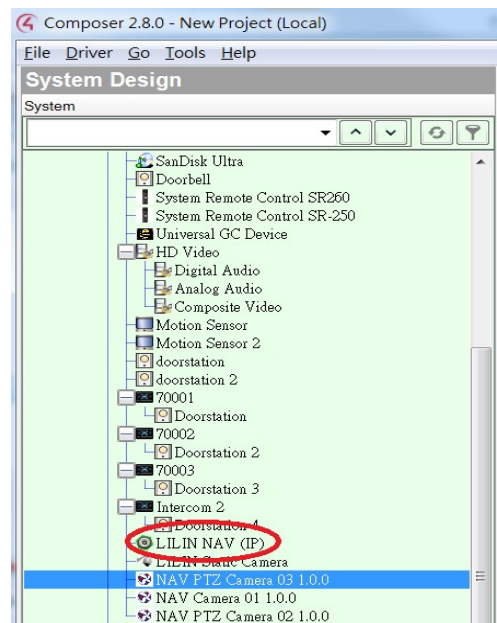 Composer 2.8.0 - New Project (Local)
File Driver Go Tools Help
System Design
System
SanDisk Ultra
Doorbell
System Remote Control SR260
System Remote Control SR-250
Universal GC Device
HD Video
Digital Audio
Analog Audio
Composite Video
Motion Sensor
Motion Sensor 2
doorstation
doorstation 2
70001
Doorstation
70002
Doorstation 2
70003
Doorstation 3
Intercom 2
Doorstation 4
LILIN NAV (IP)
LILIN Static Camera
NAV PTZ Camera 03 1.0.0
NAV Camera 01 1.0.0
NAV PTZ Camera 02 1.0.0